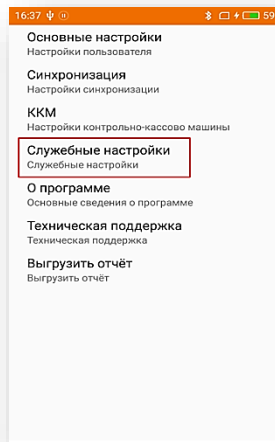 16:37 59
Основные настройки
Настройки пользователя
Синхронизация
Настройки синхронизации
ККМ
Настройки контрольно-кассово машины
Служебные настройки
Служебные настройки
О программе
Основные сведения о программе
Техническая поддержка
Техническая поддержка
Выгрузить отчёт
Выгрузить отчёт